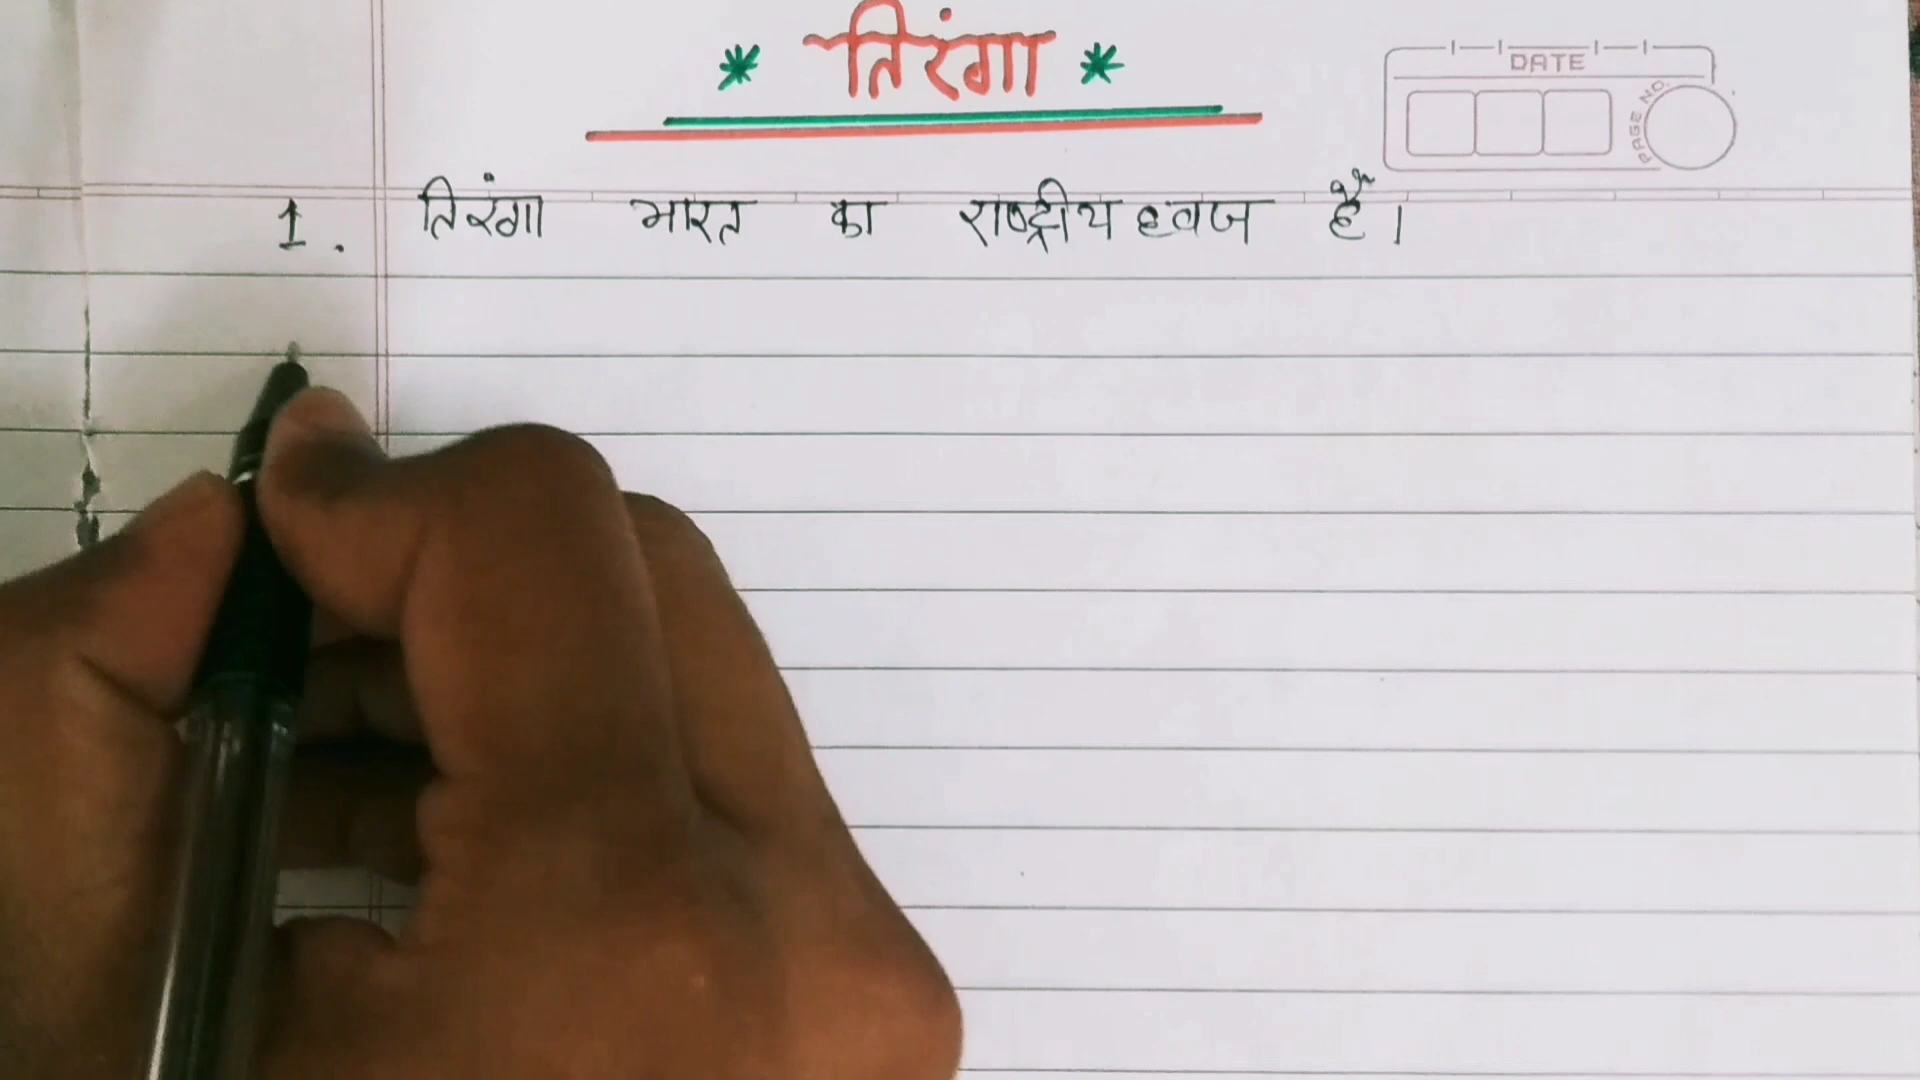 * तिरंगा *
DATE
PAGE NO.
1. तिरंगा भारत का राष्ट्रीय ध्वज है।